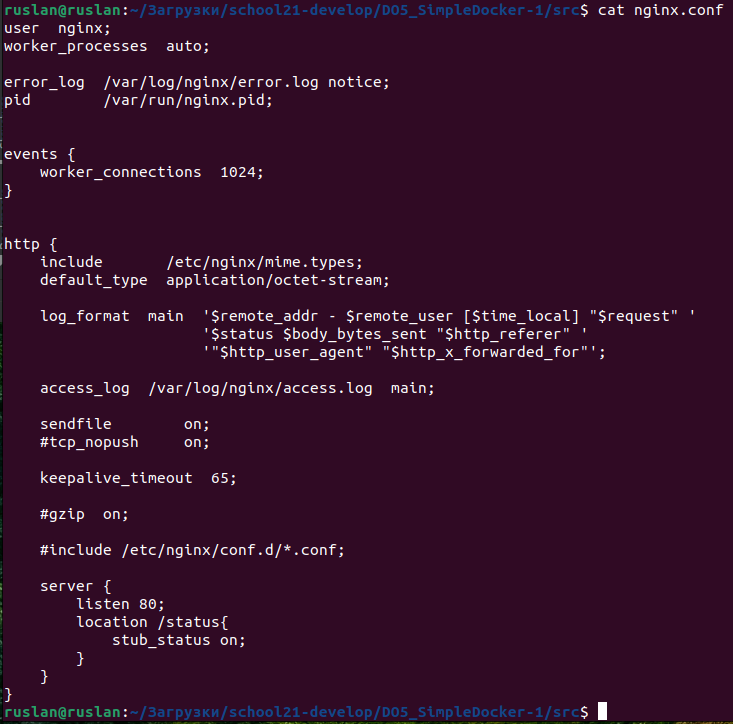 ruslan@ruslan:~/Загрузки/school21-develop/DO5_SimpleDocker-1/src$ cat nginx.conf
user  nginx;
worker_processes  auto;

error_log  /var/log/nginx/error.log notice;
pid        /var/run/nginx.pid;


events {
    worker_connections  1024;
}


http {
    include       /etc/nginx/mime.types;
    default_type  application/octet-stream;

    log_format  main  '$remote_addr - $remote_user [$time_local] "$request" '
                      '$status $body_bytes_sent "$http_referer" '
                      '"$http_user_agent" "$http_x_forwarded_for"';

    access_log  /var/log/nginx/access.log  main;

    sendfile        on;
    #tcp_nopush     on;

    keepalive_timeout  65;

    #gzip  on;

    #include /etc/nginx/conf.d/*.conf;

    server {
        listen 80;
        location /status{
            stub_status on;
        }
    }
}
ruslan@ruslan:~/Загрузки/school21-develop/DO5_SimpleDocker-1/src$